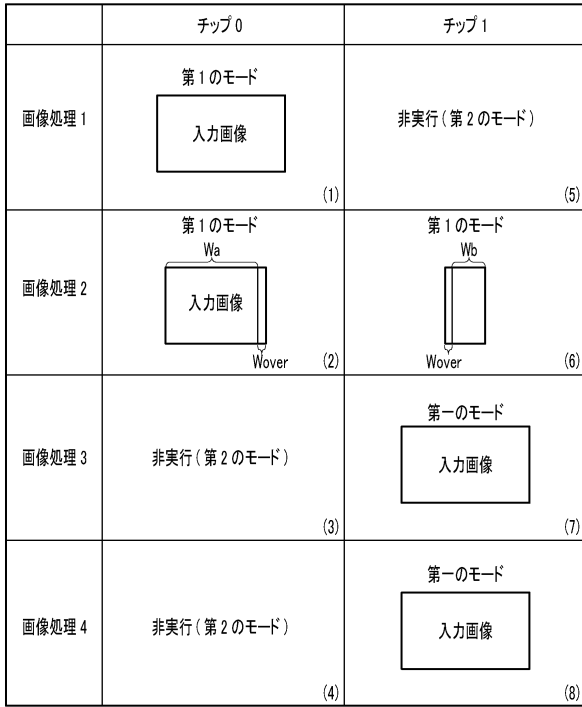 チップ0
チップ1
画像処理1
第1のモード
入力画像
(1)
非実行(第2のモード)
(5)
画像処理2
第1のモード
Wa
入力画像
Wover
(2)
第1のモード
Wb
Wover
(6)
画像処理3
非実行(第2のモード)
(3)
第一のモード
入力画像
(7)
画像処理4
非実行(第2のモード)
(4)
第一のモード
入力画像
(8)